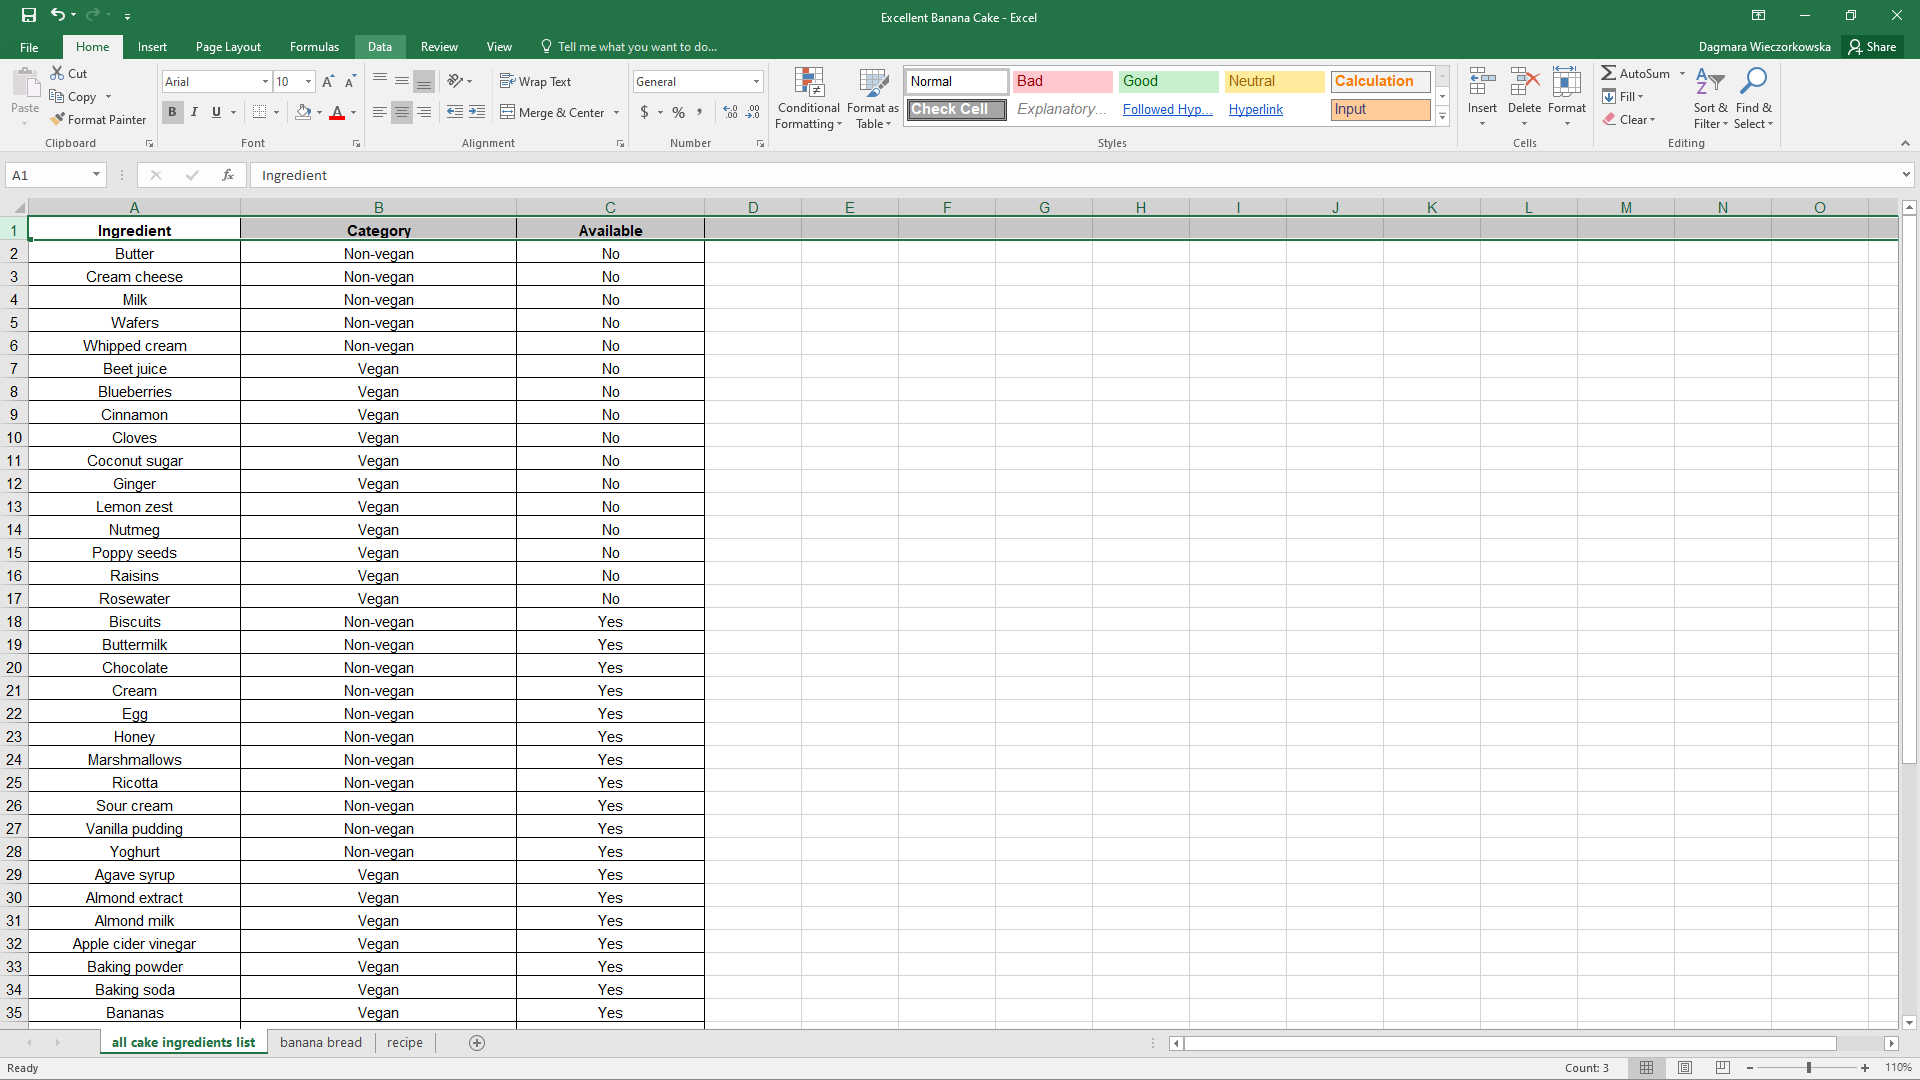 Excellent Banana Cake - Excel
File Home Insert Page Layout Formulas Data Review View Tell me what you want to do... Dagmara Wieczorkowska Share
Paste
Cut
Copy
Format Painter
Clipboard
Arial 10
B I U A
Font
Wrap Text
Merge & Center
Alignment
General
$ % ,
Number
Conditional Formatting
Format as Table
Normal Bad Good Neutral Calculation
Check Cell Explanatory... Followed Hyp... Hyperlink Input
Styles
Insert Delete Format
Cells
AutoSum
Fill
Clear
Sort & Filter
Find & Select
Editing
A1 fx Ingredient
A B C D E F G H I J K L M N O
1 Ingredient Category Available
2 Butter Non-vegan No
3 Cream cheese Non-vegan No
4 Milk Non-vegan No
5 Wafers Non-vegan No
6 Whipped cream Non-vegan No
7 Beet juice Vegan No
8 Blueberries Vegan No
9 Cinnamon Vegan No
10 Cloves Vegan No
11 Coconut sugar Vegan No
12 Ginger Vegan No
13 Lemon zest Vegan No
14 Nutmeg Vegan No
15 Poppy seeds Vegan No
16 Raisins Vegan No
17 Rosewater Vegan No
18 Biscuits Non-vegan Yes
19 Buttermilk Non-vegan Yes
20 Chocolate Non-vegan Yes
21 Cream Non-vegan Yes
22 Egg Non-vegan Yes
23 Honey Non-vegan Yes
24 Marshmallows Non-vegan Yes
25 Ricotta Non-vegan Yes
26 Sour cream Non-vegan Yes
27 Vanilla pudding Non-vegan Yes
28 Yoghurt Non-vegan Yes
29 Agave syrup Vegan Yes
30 Almond extract Vegan Yes
31 Almond milk Vegan Yes
32 Apple cider vinegar Vegan Yes
33 Baking powder Vegan Yes
34 Baking soda Vegan Yes
35 Bananas Vegan Yes
all cake ingredients list banana bread recipe
Ready Count: 3 110%